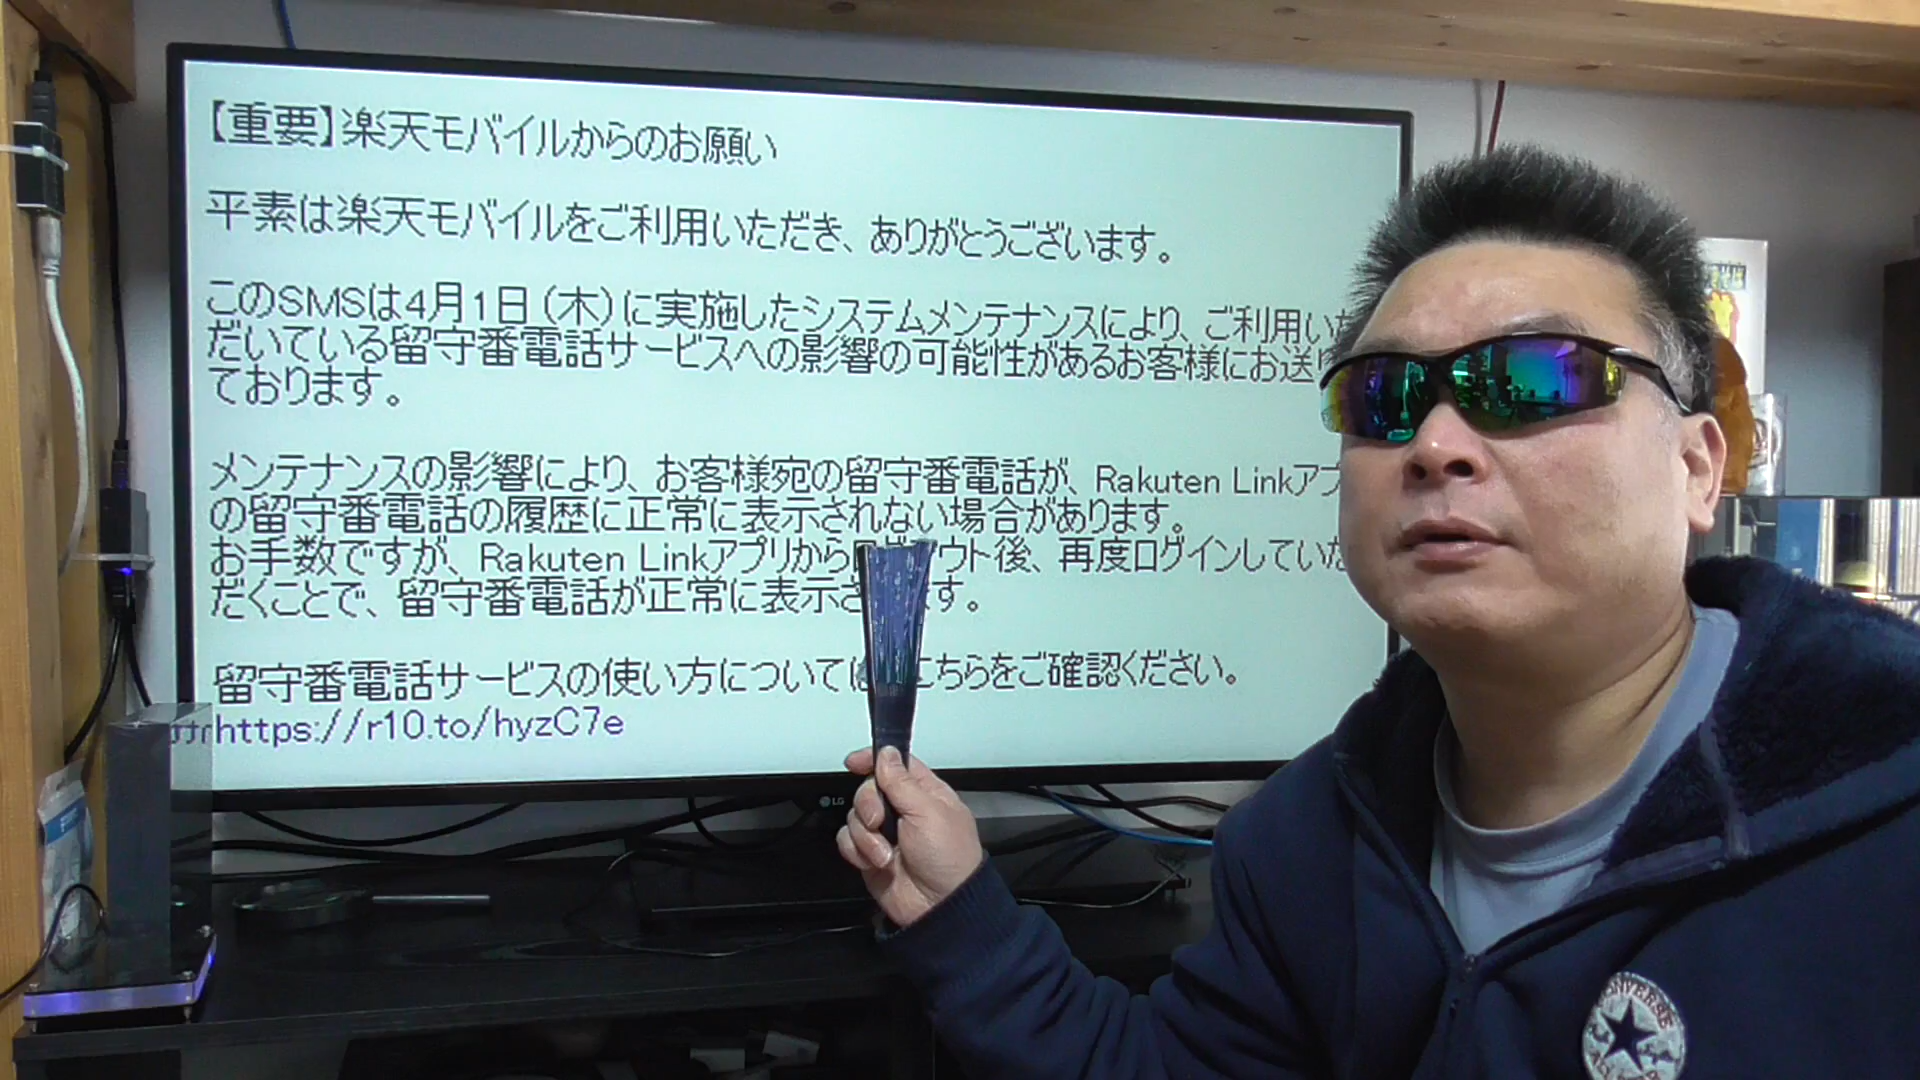 【重要】楽天モバイルからのお願い
平素は楽天モバイルをご利用いただき、ありがとうございます。
このSMSは4月1日(木)に実施したシステムメンテナンスにより、ご利用いた
だいている留守番電話サービスへの影響の可能性があるお客様にお送り
ております。
メンテナンスの影響により、お客様宛の留守番電話が、Rakuten Linkアプ
の留守番電話の履歴に正常に表示されない場合があります。
お手数ですが、Rakuten Linkアプリからログアウト後、再度ログインしていた
だくことで、留守番電話が正常に表示されます。
留守番電話サービスの使い方についてはこちらをご確認ください。
https://r10.to/hyzC7e
LG
CONVERSE